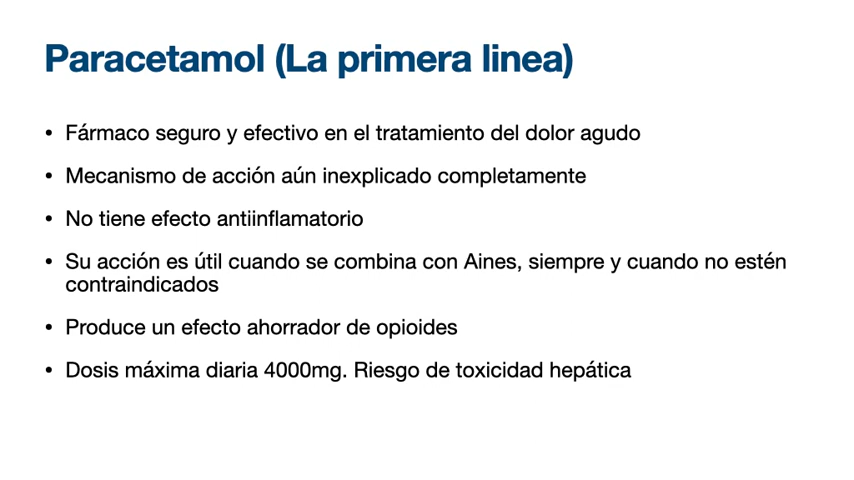 Paracetamol (La primera linea)
• Fármaco seguro y efectivo en el tratamiento del dolor agudo
• Mecanismo de acción aún inexplicado completamente
• No tiene efecto antiinflamatorio
• Su acción es útil cuando se combina con Aines, siempre y cuando no estén
contraindicados
• Produce un efecto ahorrador de opioides
• Dosis máxima diaria 4000mg. Riesgo de toxicidad hepática